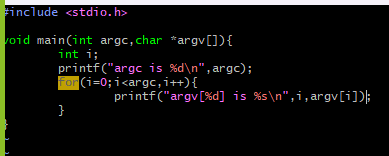 #include <stdio.h>
void main(int argc,char *argv[]){
int i;
printf("argc is %d\n",argc);
for(i=0;i<argc,i++){
printf("argv[%d] is %s\n",i,argv[i]);
}
}
~
~